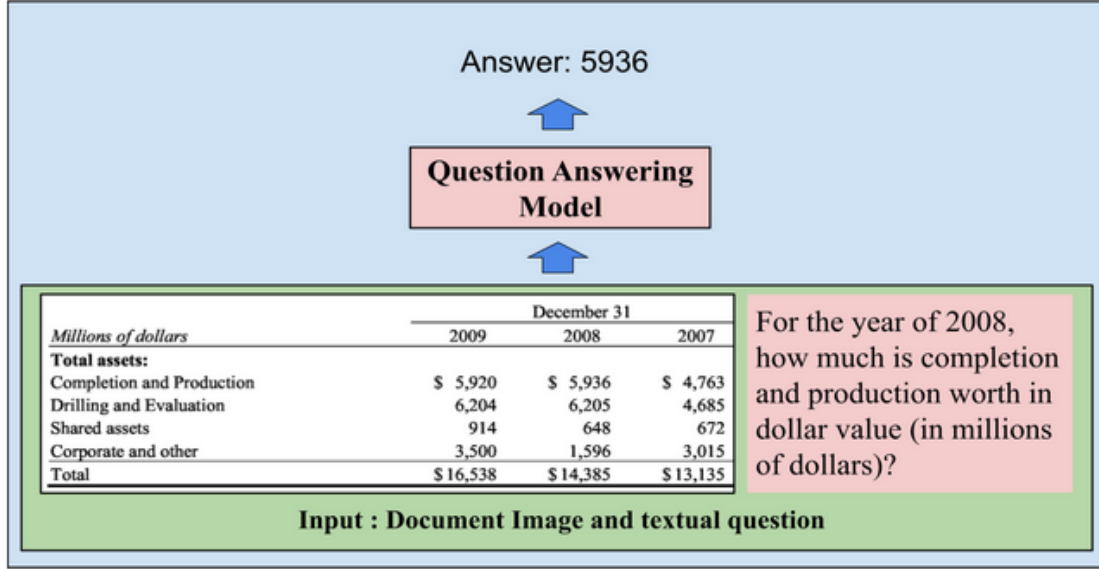 Answer: 5936
Question Answering
Model
December 31
Millions of dollars 2009 2008 2007
Total assets:
Completion and Production $ 5,920 $ 5,936 $ 4,763
Drilling and Evaluation 6,204 6,205 4,685
Shared assets 914 648 672
Corporate and other 3,500 1,596 3,015
Total $ 16,538 $ 14,385 $ 13,135
For the year of 2008,
how much is completion
and production worth in
dollar value (in millions
of dollars)?
Input : Document Image and textual question